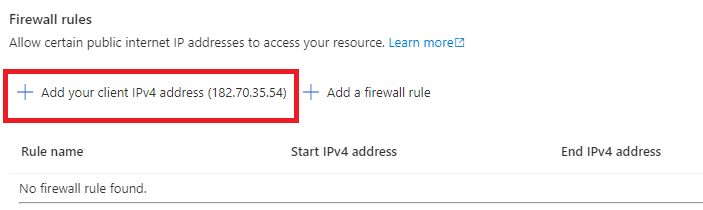 Firewall rules
Allow certain public internet IP addresses to access your resource. Learn more
Add your client IPv4 address (182.70.35.54) Add a firewall rule
Rule name Start IPv4 address End IPv4 address
No firewall rule found.